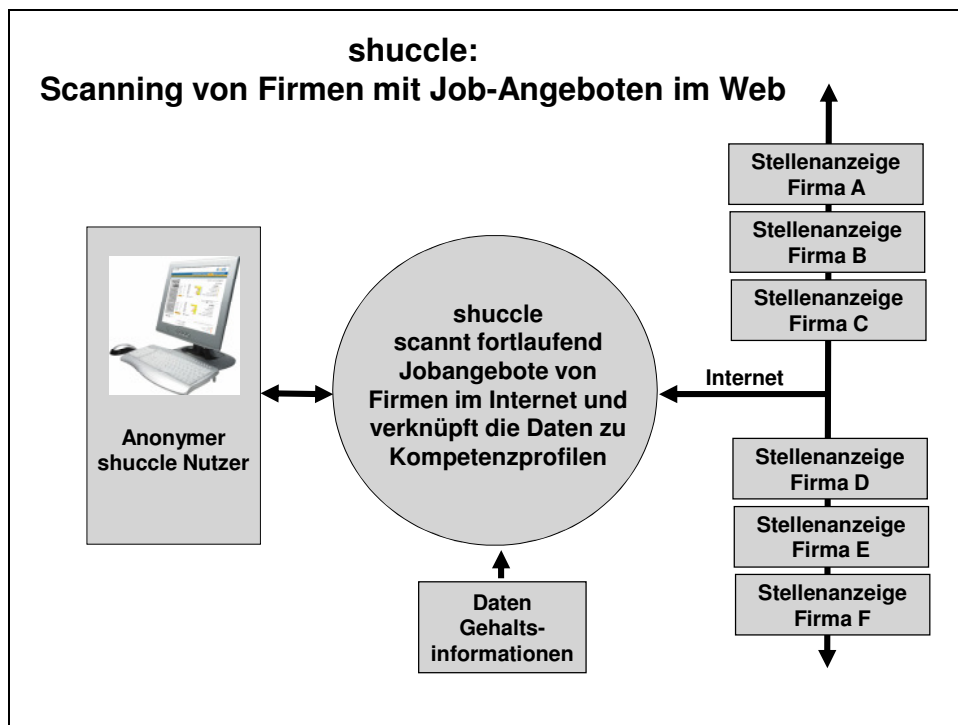 shuccle:
Scanning von Firmen mit Job-Angeboten im Web
Stellenanzeige
Firma A
Stellenanzeige
Firma B
Stellenanzeige
Firma C
shuccle
scannt fortlaufend
Jobangebote von
Firmen im Internet und
verknüpft die Daten zu
Kompetenzprofilen
Internet
Anonymer
shuccle Nutzer
Stellenanzeige
Firma D
Stellenanzeige
Firma E
Stellenanzeige
Firma F
Daten
Gehalts-
informationen